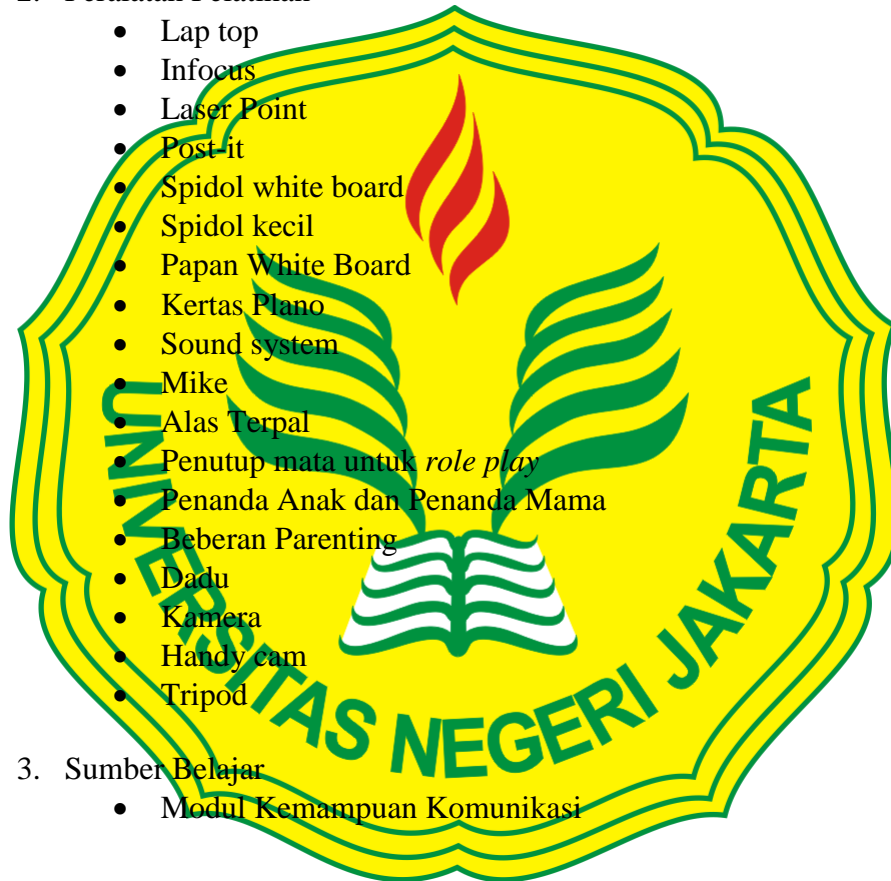 • Lap top
• Infocus
• Laser Point
• Post-it
• Spidol white board
• Spidol kecil
• Papan White Board
• Kertas Plano
• Sound system
• Mike
• Alas Terpal
• Penutup mata untuk role play
• Penanda Anak dan Penanda Mama
• Beberan Parenting
• Dadu
• Kamera
• Handy cam
• Tripod
3. Sumber Belajar
• Modul Kemampuan Komunikasi
UNIVERSITAS NEGERI JAKARTA